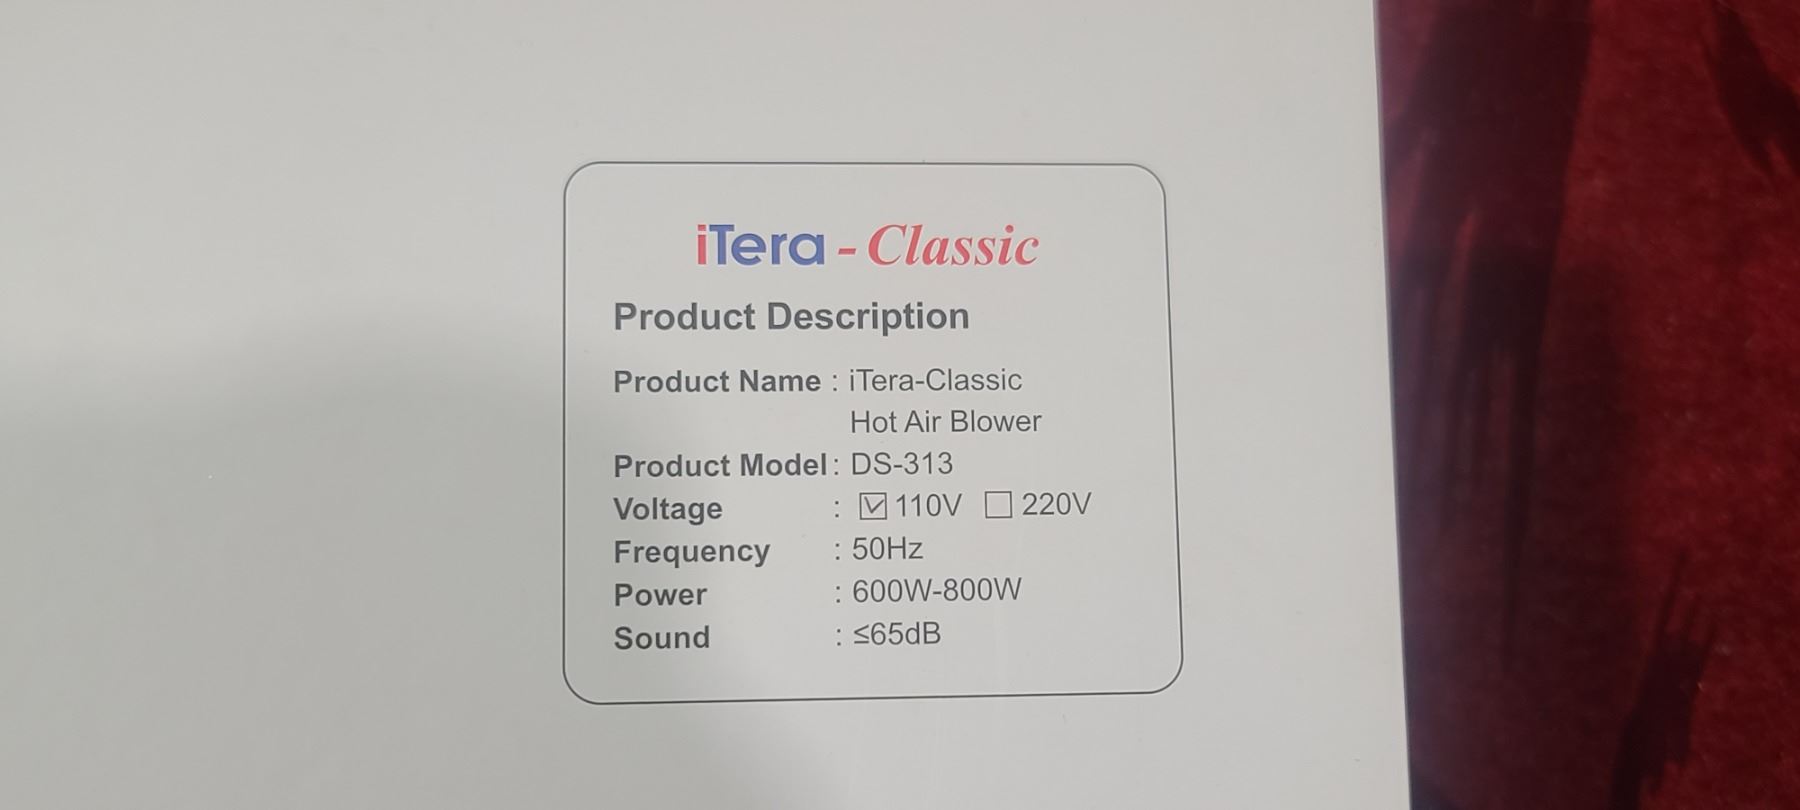 iTera - Classic
Product Description
Product Name : iTera-Classic
Hot Air Blower
Product Model : DS-313
Voltage : ☑ 110V ☐ 220V
Frequency : 50Hz
Power : 600W-800W
Sound : ≤65dB